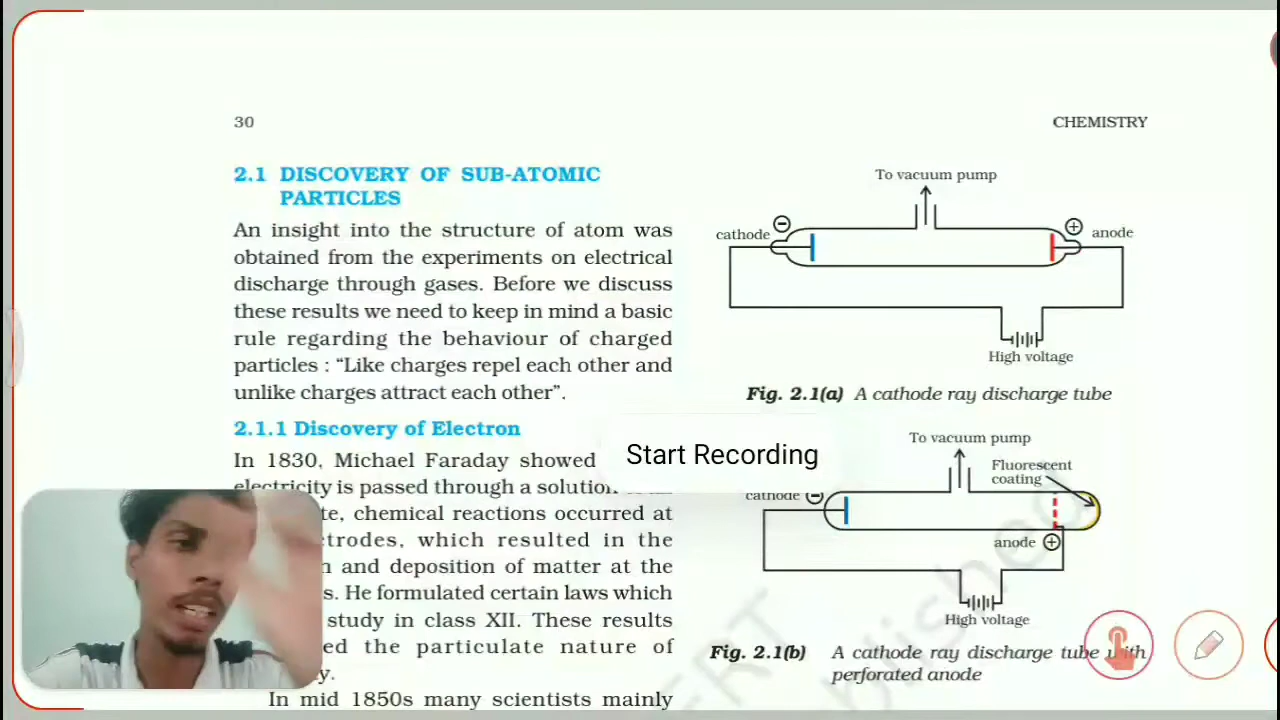 30
CHEMISTRY
2.1 DISCOVERY OF SUB-ATOMIC
PARTICLES
An insight into the structure of atom was
obtained from the experiments on electrical
discharge through gases. Before we discuss
these results we need to keep in mind a basic
rule regarding the behaviour of charged
particles : “Like charges repel each other and
unlike charges attract each other”.
2.1.1 Discovery of Electron
In 1830, Michael Faraday showed
electricity is passed through a solution
te, chemical reactions occurred at
trodes, which resulted in the
n and deposition of matter at the
s. He formulated certain laws which
study in class XII. These results
ed the particulate nature of
y.
In mid 1850s many scientists mainly
To vacuum pump
cathode
anode
High voltage
Fig. 2.1(a) A cathode ray discharge tube
Start Recording
To vacuum pump
Fluorescent
coating
cathode
anode
High voltage
Fig. 2.1(b) A cathode ray discharge tube with
perforated anode